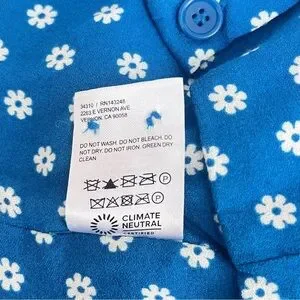 34310 / RN143246
2263 E VERNON AVE
VERNON, CA 90058
DO NOT WASH. DO NOT BLEACH. DO
NOT DRY. DO NOT IRON. GREEN DRY
CLEAN
P
P
CLIMATE
NEUTRAL
CERTIFIED